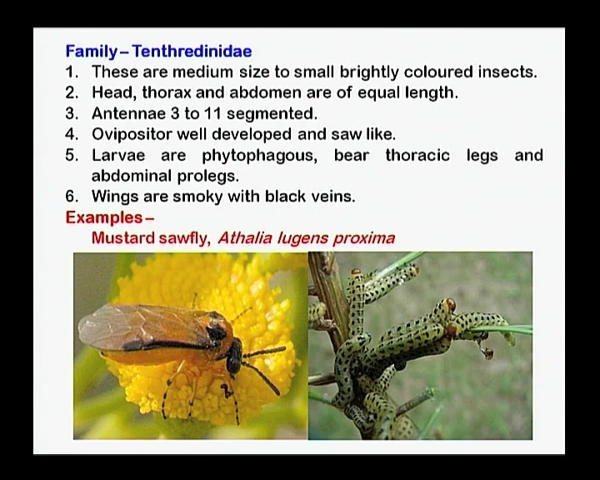 Family – Tenthredinidae
1. These are medium size to small brightly coloured insects.
2. Head, thorax and abdomen are of equal length.
3. Antennae 3 to 11 segmented.
4. Ovipositor well developed and saw like.
5. Larvae are phytophagous, bear thoracic legs and
abdominal prolegs.
6. Wings are smoky with black veins.
Examples –
Mustard sawfly, Athalia lugens proxima